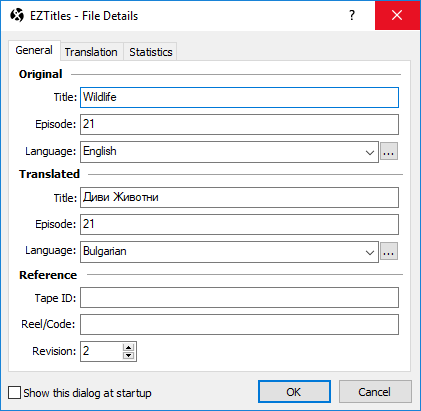 EZTitles - File Details ?
General Translation Statistics
Original
Title: Wildlife
Episode: 21
Language: English ...
Translated
Title: Диви Животни
Episode: 21
Language: Bulgarian ...
Reference
Tape ID:
Reel/Code:
Revision: 2
Show this dialog at startup OK Cancel